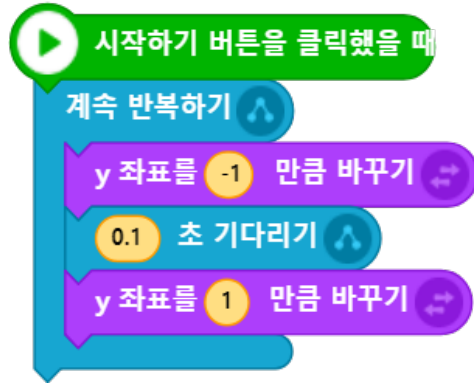 시작하기 버튼을 클릭했을 때
계속 반복하기
y 좌표를 -1 만큼 바꾸기
0.1 초 기다리기
y 좌표를 1 만큼 바꾸기